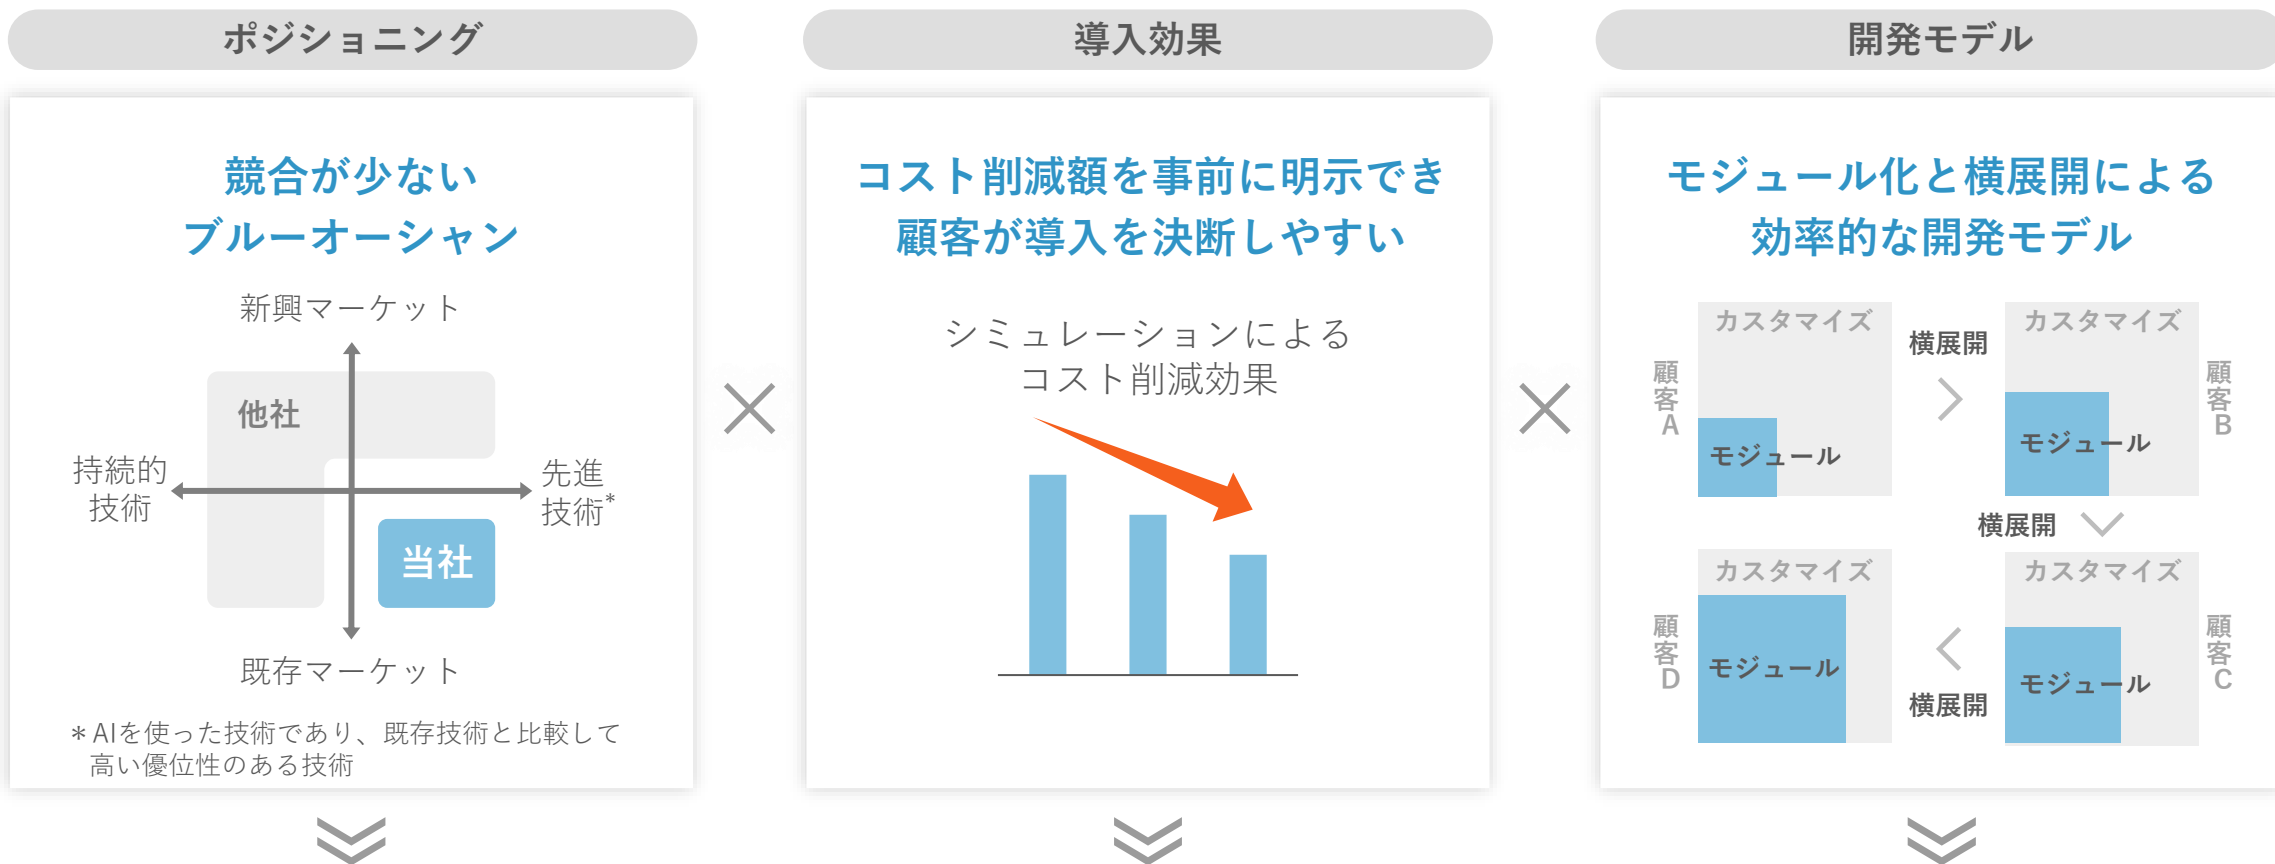 ポジショニング
競合が少ない
ブルーオーシャン
新興マーケット
他社
持続的
技術
先進
技術*
当社
既存マーケット
＊AIを使った技術であり、既存技術と比較して
高い優位性のある技術
導入効果
コスト削減額を事前に明示でき
顧客が導入を決断しやすい
シミュレーションによる
コスト削減効果
開発モデル
モジュール化と横展開による
効率的な開発モデル
顧客A
カスタマイズ
モジュール
横展開
カスタマイズ
モジュール
顧客B
横展開
カスタマイズ
モジュール
顧客C
横展開
カスタマイズ
モジュール
顧客D